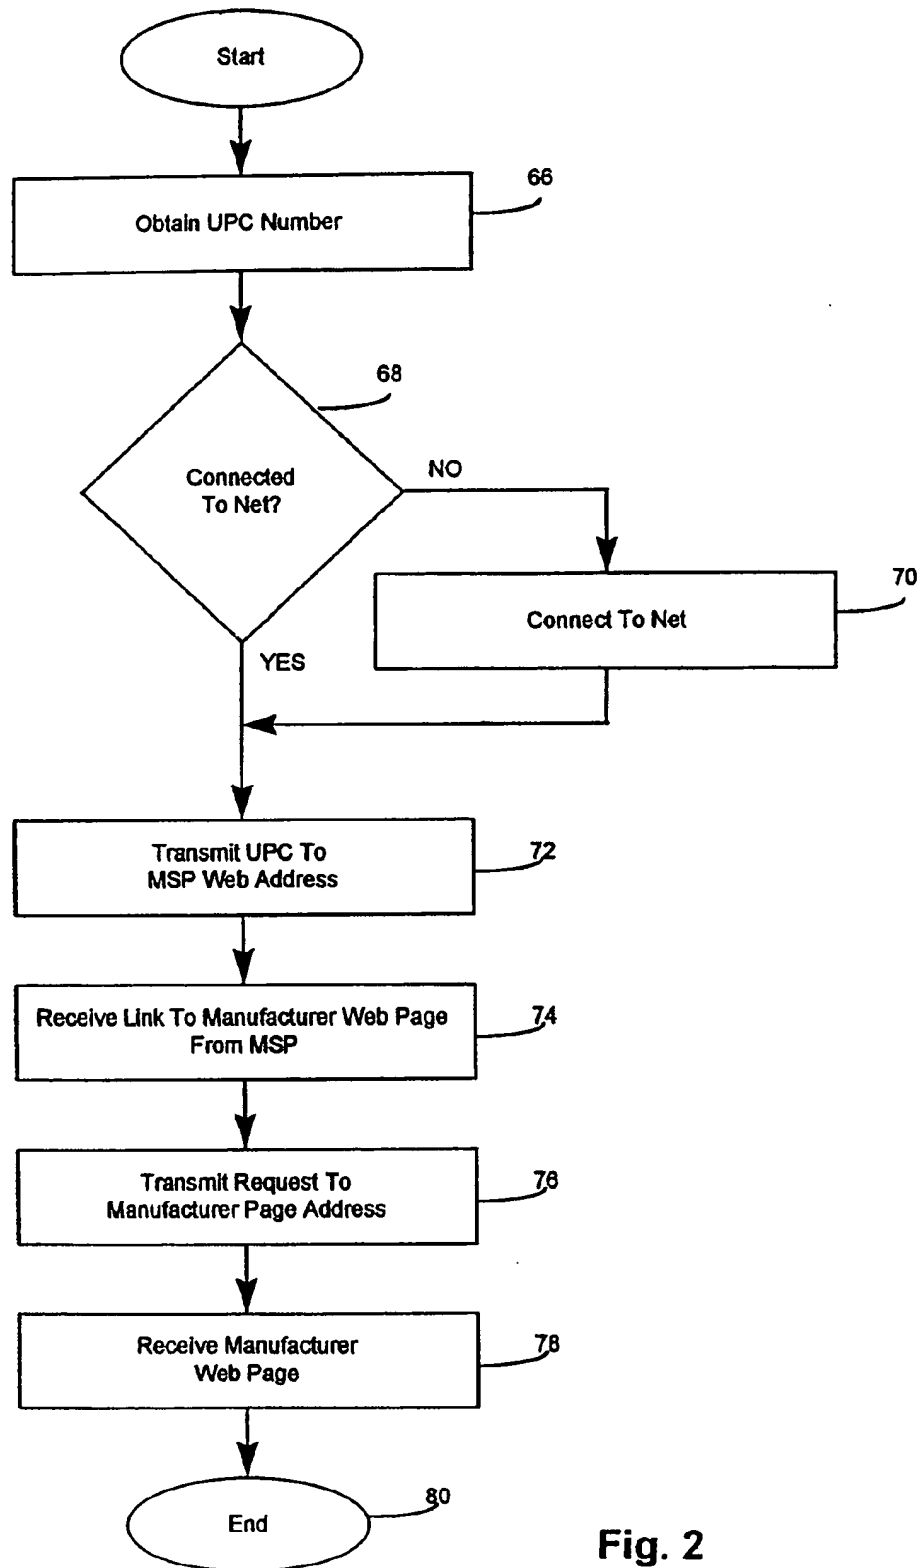 Start
66
Obtain UPC Number
68
Connected
To Net?
NO
70
Connect To Net
YES
Transmit UPC To
MSP Web Address
72
Receive Link To Manufacturer Web Page
From MSP
74
Transmit Request To
Manufacturer Page Address
76
Receive Manufacturer
Web Page
78
End
80
Fig. 2